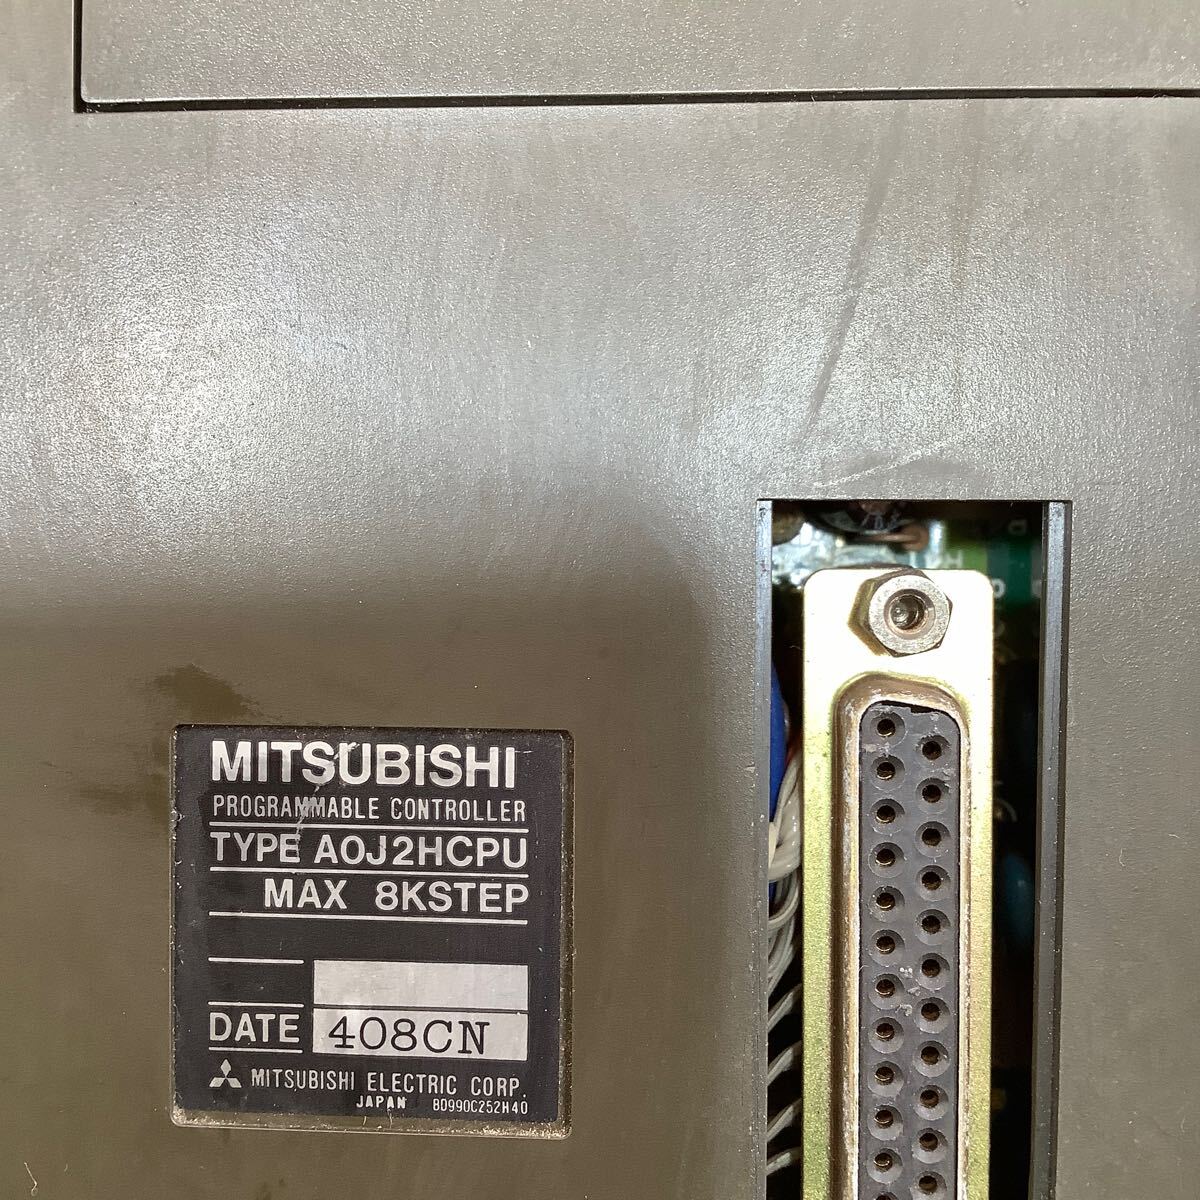 MITSUBISHI
PROGRAMMABLE CONTROLLER
TYPE A0J2HCPU
MAX 8KSTEP
DATE 408CN
MITSUBISHI ELECTRIC CORP.
JAPAN BD990C252H40